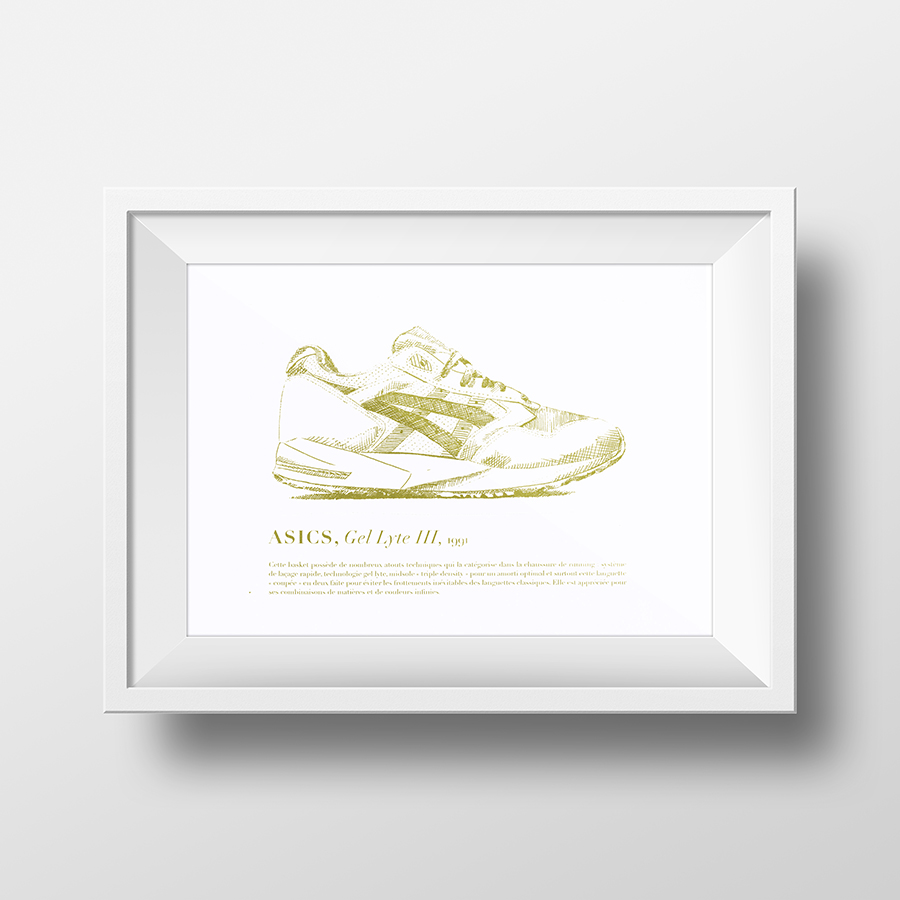 ASICS, Gel Lyte III, 1991
Cette basket possède de nombreux atouts techniques qui la catégorise dans la chaussure de running : système
de laçage rapide, technologie gel lyte, midsole « triple density » pour un amorti optimal et surtout cette languette
« coupée » en deux faite pour éviter les frottements inévitables des languettes classiques. Elle est appréciée pour
ses combinaisons de matières et de couleurs infinies.